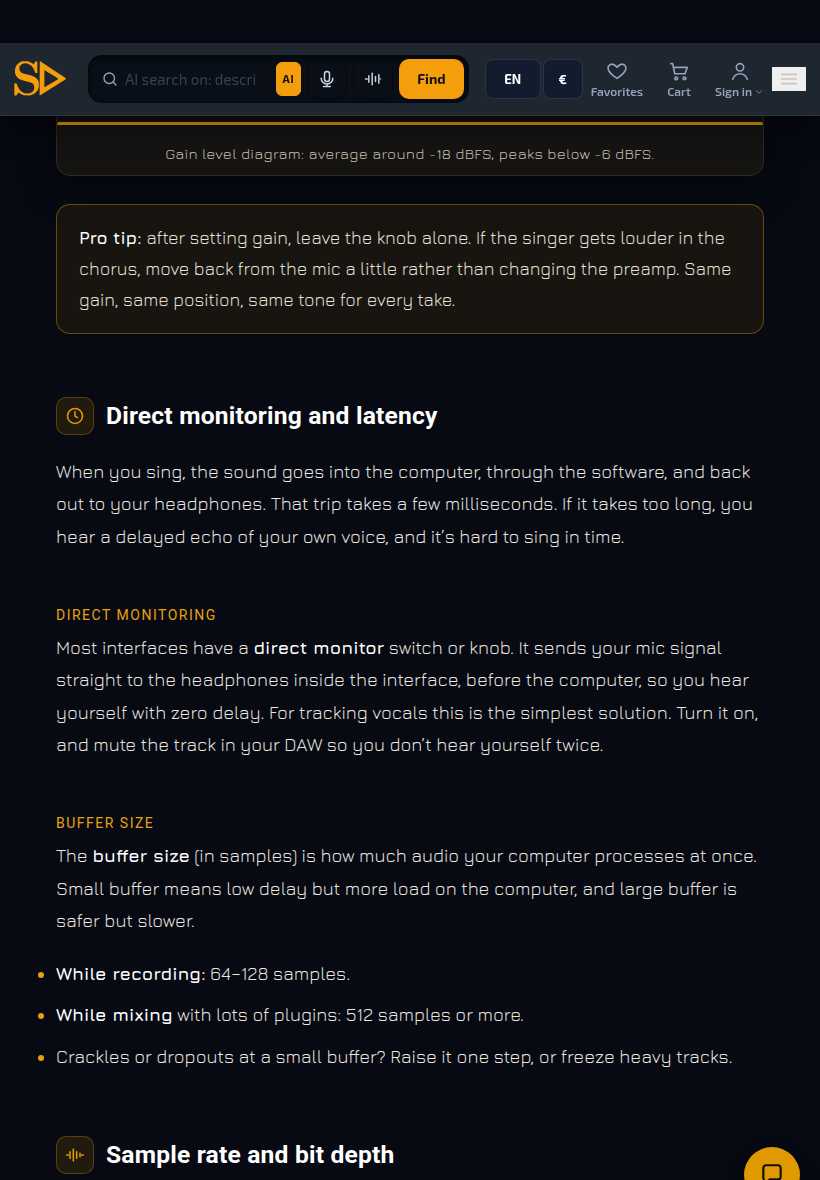 SD
AI search on: descri
AI
Find
EN
€
Favorites
Cart
Sign in
Gain level diagram: average around -18 dBFS, peaks below -6 dBFS.
Pro tip: after setting gain, leave the knob alone. If the singer gets louder in the
chorus, move back from the mic a little rather than changing the preamp. Same
gain, same position, same tone for every take.
Direct monitoring and latency
When you sing, the sound goes into the computer, through the software, and back
out to your headphones. That trip takes a few milliseconds. If it takes too long, you
hear a delayed echo of your own voice, and it’s hard to sing in time.
DIRECT MONITORING
Most interfaces have a direct monitor switch or knob. It sends your mic signal
straight to the headphones inside the interface, before the computer, so you hear
yourself with zero delay. For tracking vocals this is the simplest solution. Turn it on,
and mute the track in your DAW so you don’t hear yourself twice.
BUFFER SIZE
The buffer size (in samples) is how much audio your computer processes at once.
Small buffer means low delay but more load on the computer, and large buffer is
safer but slower.
While recording: 64–128 samples.
While mixing with lots of plugins: 512 samples or more.
Crackles or dropouts at a small buffer? Raise it one step, or freeze heavy tracks.
Sample rate and bit depth